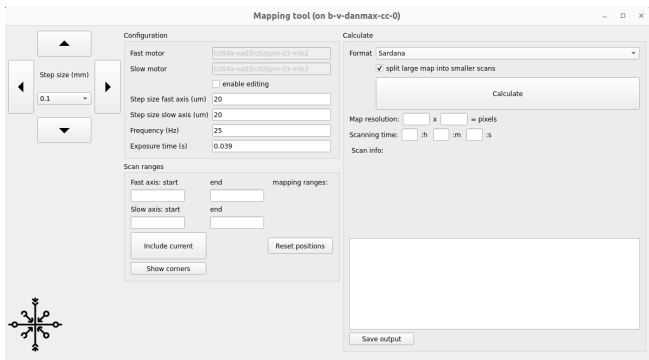 Mapping tool (on b-v-danmax-cc-0)
Step size (mm)
0.1
Configuration
Fast motor b304a-ea03/ctl/ppm-03-mio2
Slow motor b304a-ea03/ctl/ppm-03-mio3
enable editing
Step size fast axis (um) 20
Step size slow axis (um) 20
Frequency (Hz) 25
Exposure time (s) 0.039
Scan ranges
Fast axis: start end mapping ranges:
Slow axis: start end
Include current Reset positions
Show corners
Calculate
Format Sardana
split large map into smaller scans
Calculate
Map resolution: x = pixels
Scanning time: :h :m :s
Scan info:
Save output